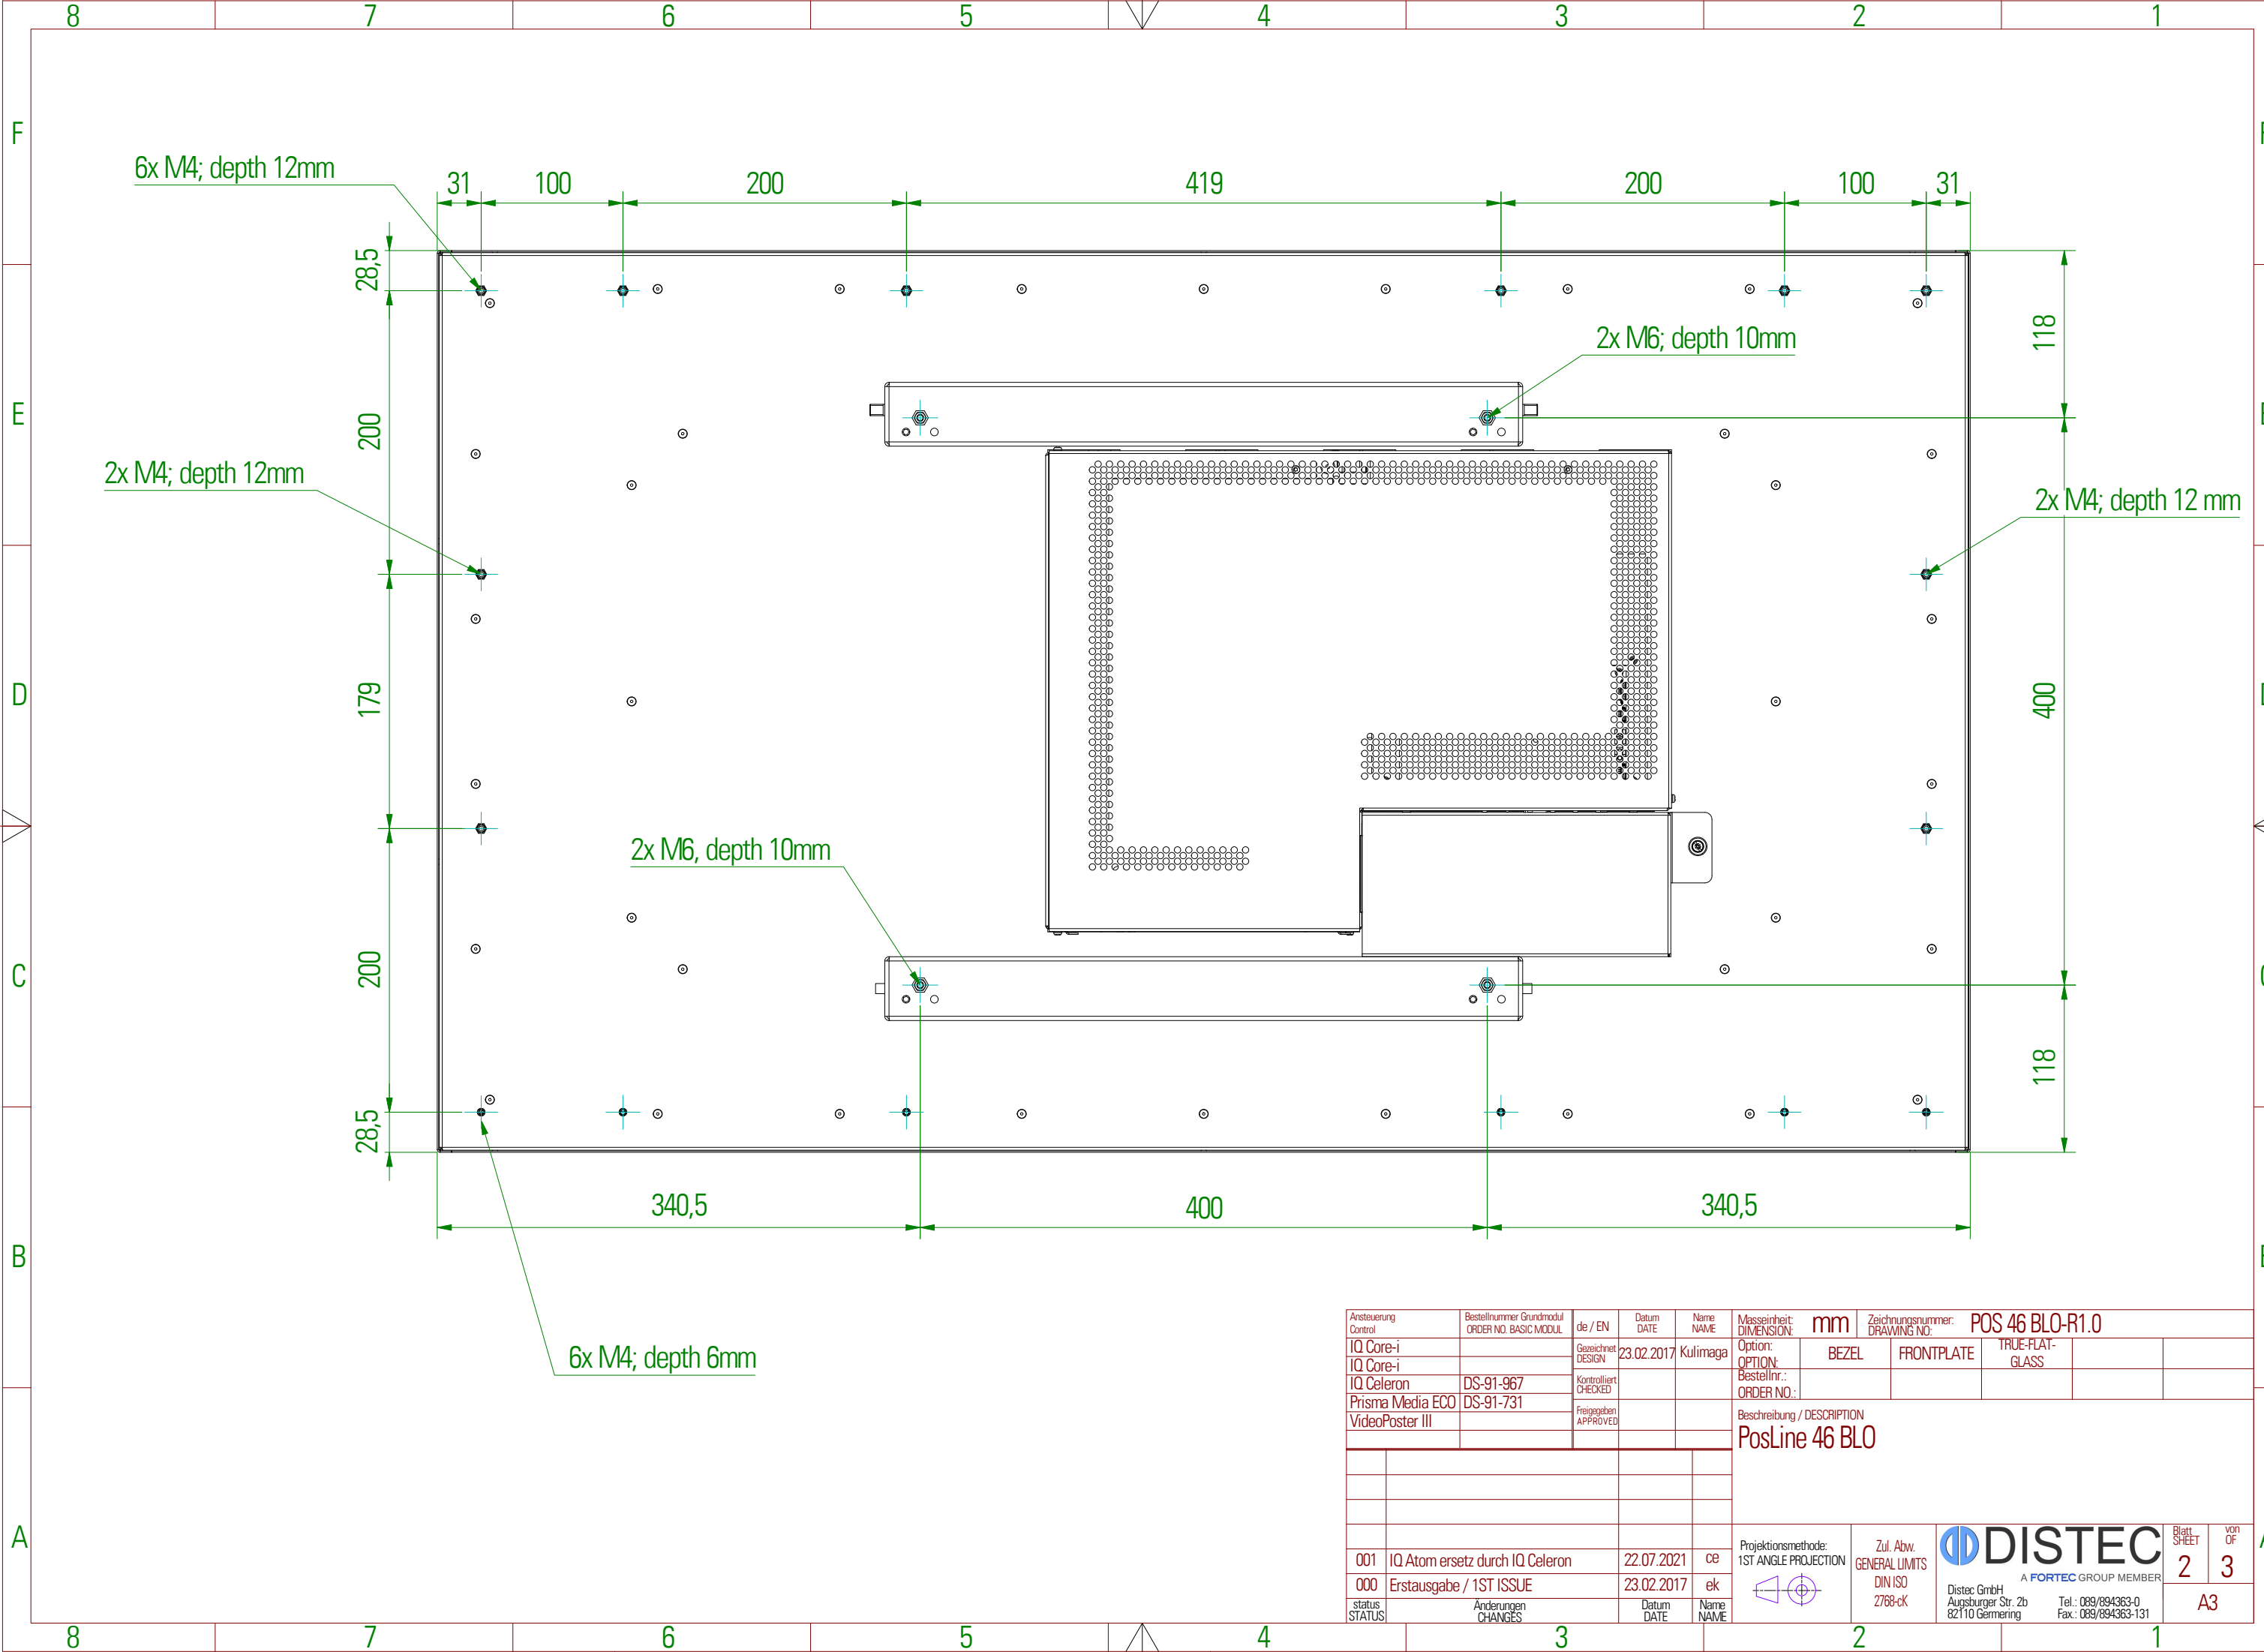 8 7 6 5 4 3 2 1
F
E
D
C
B
A
6x M4; depth 12mm
31 100 200 419 200 100 31
28,5
200
179
200
28,5
118
400
118
2x M6; depth 10mm
2x M4; depth 12mm
2x M4; depth 12 mm
2x M6, depth 10mm
340,5 400 340,5
6x M4; depth 6mm
Ansteuerung
Control
Bestellnummer Grundmodul
ORDER NO. BASIC MODUL
IQ Core-i
IQ Core-i
IQ Celeron DS-91-967
Prisma Media ECO DS-91-731
VideoPoster III
de / EN
Datum
DATE
Name
NAME
Gezeichnet
DESIGN
23.02.2017 Kulimaga
Kontrolliert
CHECKED
Freigegeben
APPROVED
Masseinheit:
DIMENSION:
mm
Zeichnungsnummer:
DRAWING NO:
POS 46 BLO-R1.0
Option:
OPTION:
BEZEL FRONTPLATE
TRUE-FLAT-
GLASS
Bestellnr.:
ORDER NO.:
Beschreibung / DESCRIPTION
PosLine 46 BLO
001 IQ Atom ersetz durch IQ Celeron 22.07.2021 ce
000 Erstausgabe / 1ST ISSUE 23.02.2017 ek
status
STATUS
Änderungen
CHANGES
Datum
DATE
Name
NAME
Projektionsmethode:
1ST ANGLE PROJECTION
Zul. Abw.
GENERAL LIMITS
DIN ISO
2768-cK
DISTEC
A FORTEC GROUP MEMBER
Distec GmbH
Augsburger Str. 2b Tel.: 089/894363-0
82110 Germering Fax.: 089/894363-131
Blatt
SHEET
2
von
OF
3
A3
8 7 6 5 4 3 2 1